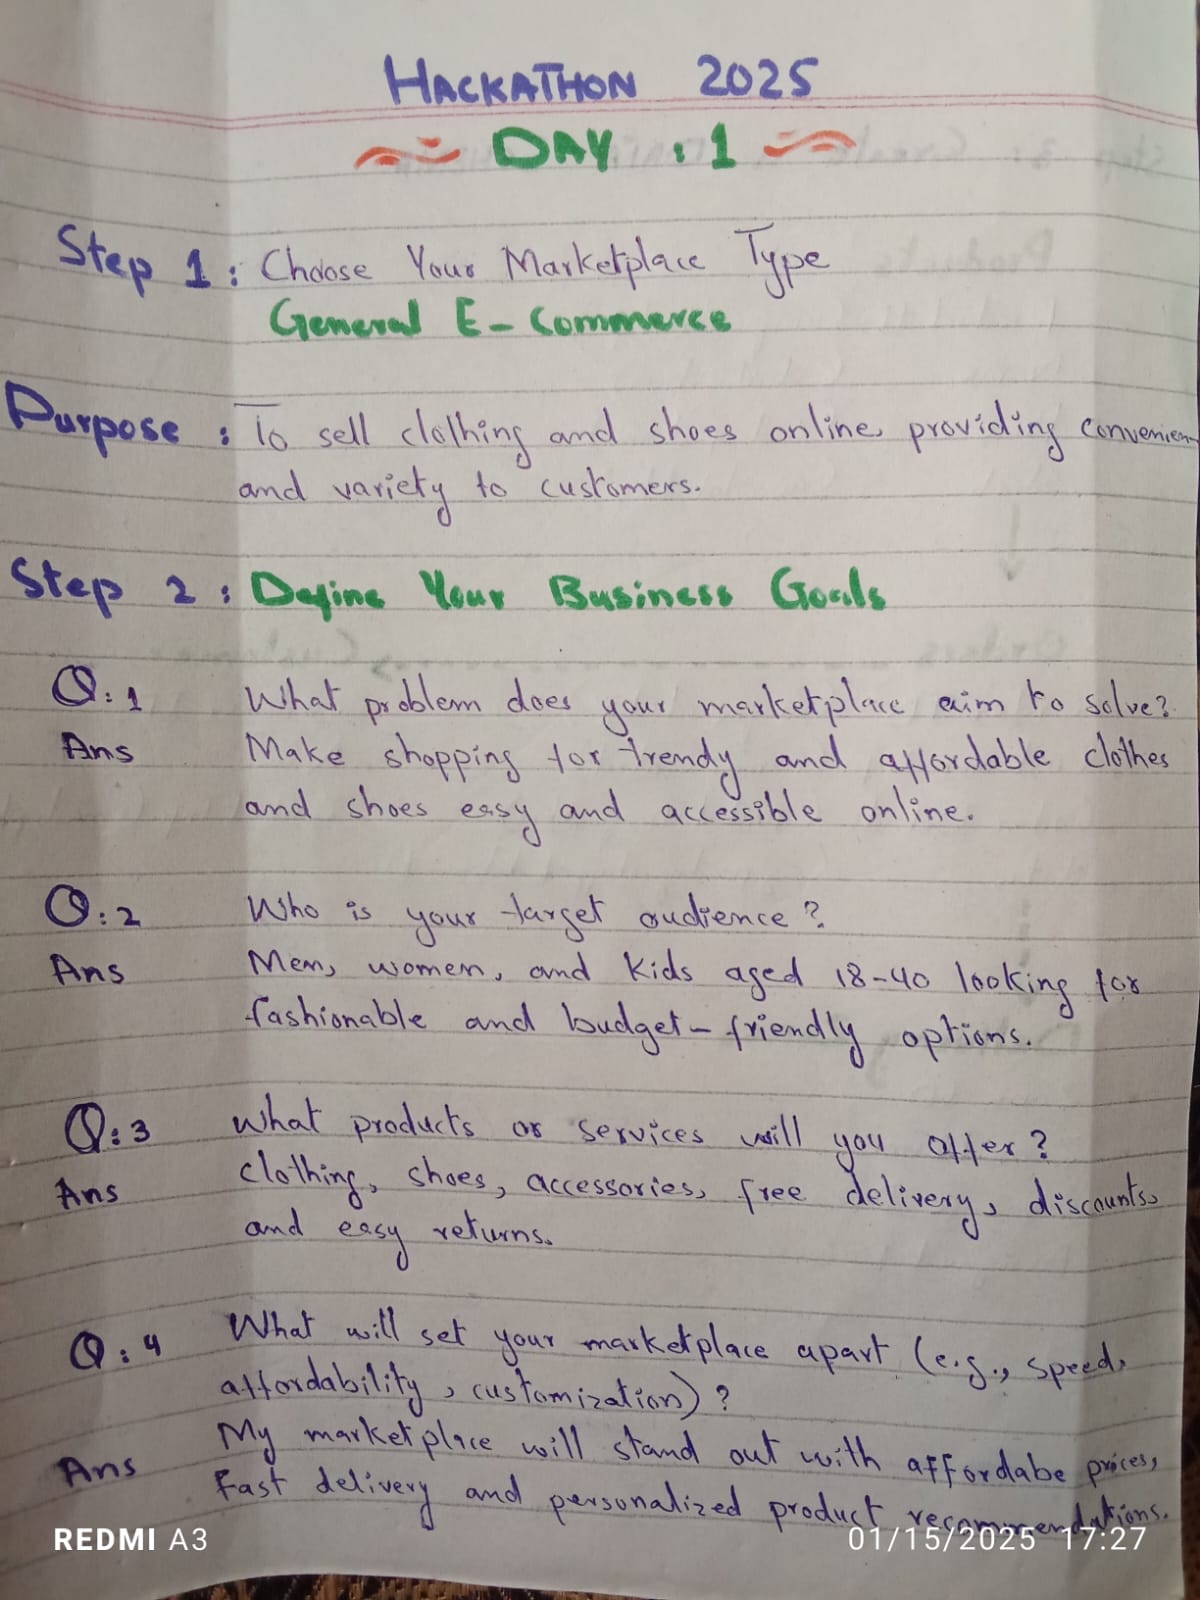 HACKATHON 2025
DAY : 1
Step 1 : Choose Your Marketplace Type
General E-Commerce
Purpose : To sell clothing and shoes online, providing
and variety to customers.
Step 2 : Define Your Business Goals
Q:1 What problem does your marketplace aim to solve?
Ans Make shopping for trendy and affordable clothes
and shoes easy and accessible online.
Q:2 Who is your target audience?
Ans Men, women, and kids aged 18-40 looking for
fashionable and budget-friendly options.
Q:3 What products or services will you offer?
Ans clothing, shoes, accessories, free delivery, discounts,
and easy returns.
Q:4 What will set your marketplace apart (e.g., speed,
affordability, customization)?
Ans My marketplace will stand out with affordabe prices,
fast delivery and personalized product recommendations.
REDMI A3
01/15/2025 17:27